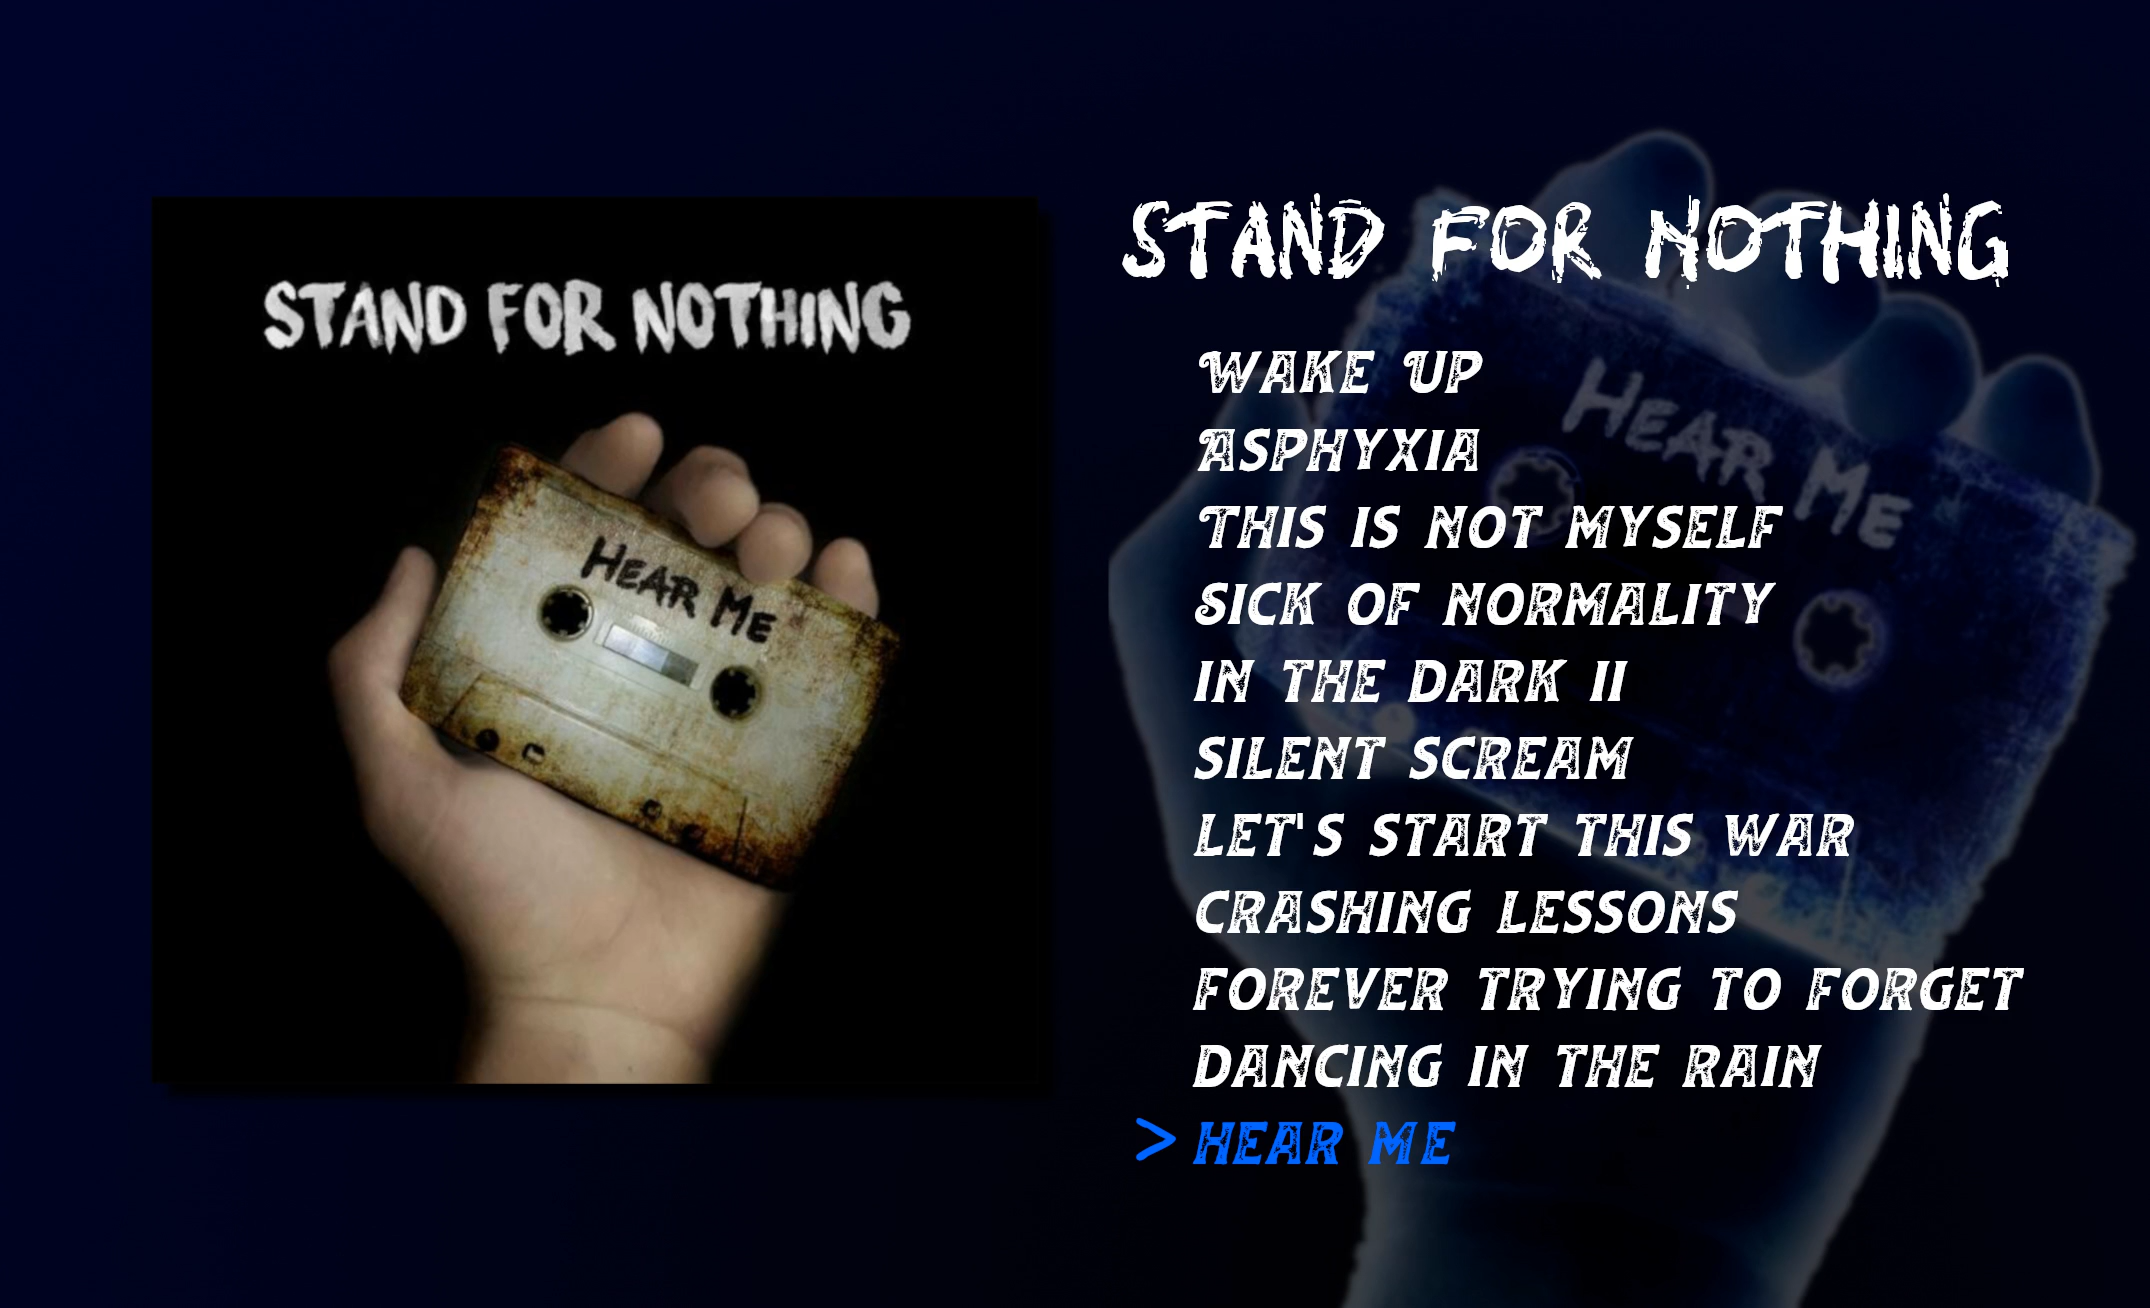 STAND FOR NOTHING
HEAR ME
STAND FOR NOTHING
WAKE UP
ASPHYXIA
THIS IS NOT MYSELF
SICK OF NORMALITY
IN THE DARK II
SILENT SCREAM
LET'S START THIS WAR
CRASHING LESSONS
FOREVER TRYING TO FORGET
DANCING IN THE RAIN
> HEAR ME
HEAR ME